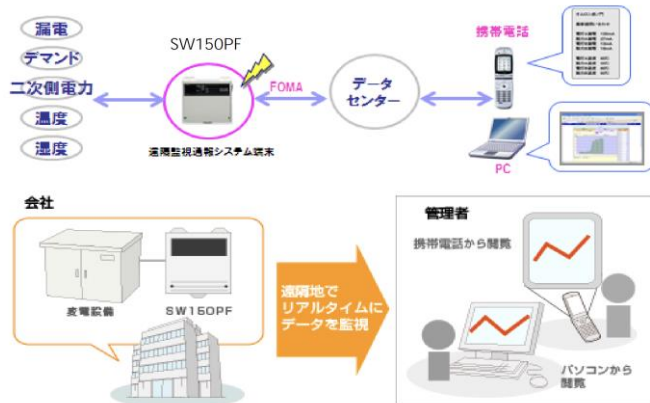 漏電
デマンド
二次側電力
温度
湿度
SW150PF
遠隔監視通報システム端末
FOMA
データ
センター
携帯電話
PC
会社
変電設備
SW150PF
遠隔地で
リアルタイムに
データを監視
管理者
携帯電話から閲覧
パソコンから
閲覧